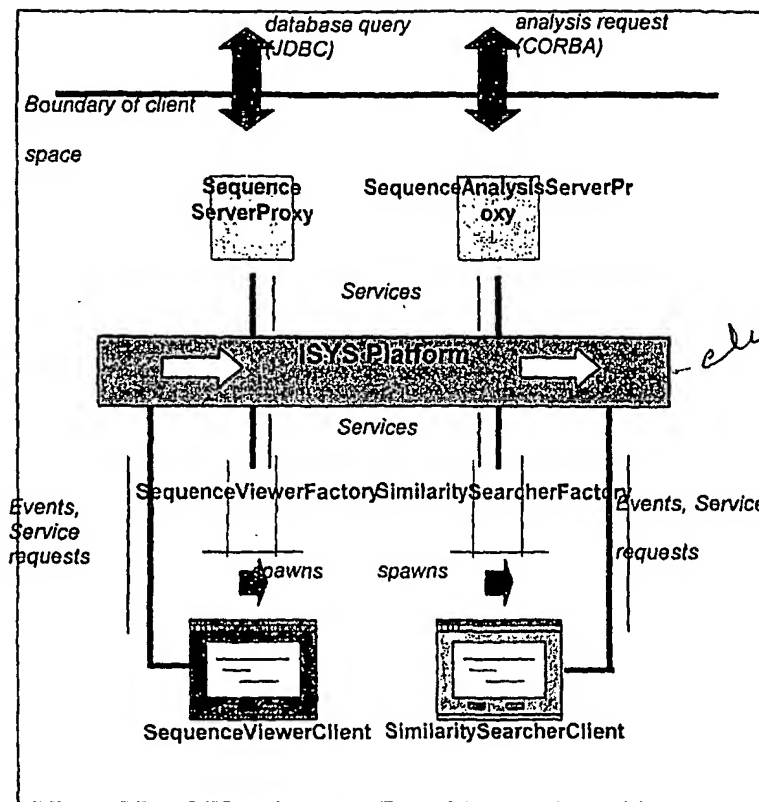 database query
(JDBC)
analysis request
(CORBA)
Boundary of client
space
Sequence
ServerProxy
SequenceAnalysisServerPr
oxy
Services
ISYS Platform
Services
SequenceViewerFactory
SimilaritySearcherFactory
Events,
Service
requests
Events, Service
requests
spawns
spawns
SequenceViewerClient
SimilaritySearcherClient